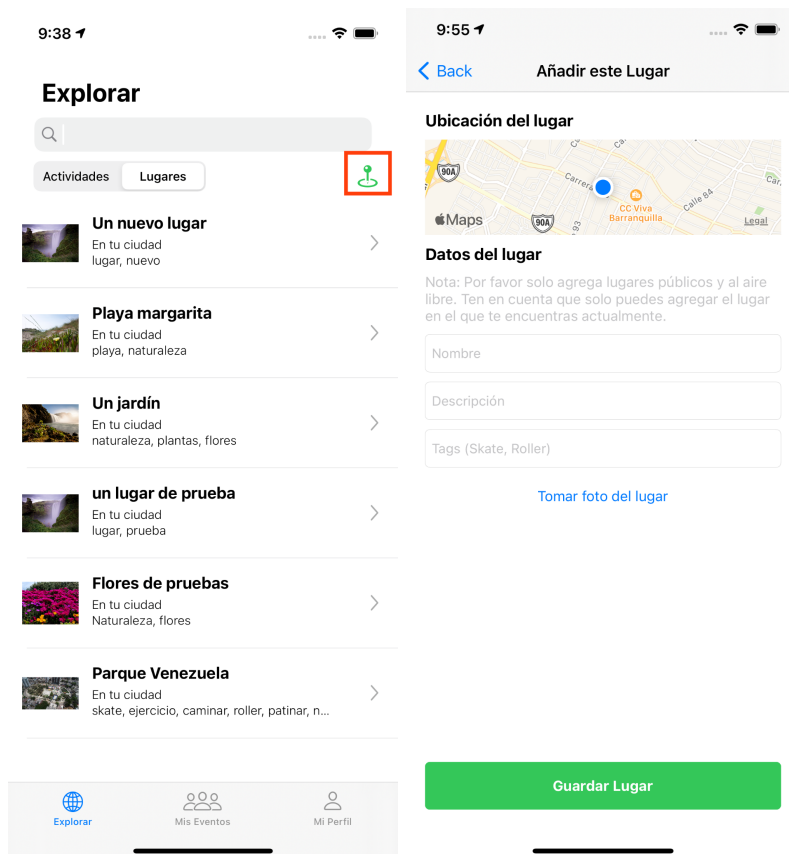 9:38
Explorar
Actividades
Lugares
Un nuevo lugar
En tu ciudad
lugar, nuevo
Playa margarita
En tu ciudad
playa, naturaleza
Un jardín
En tu ciudad
naturaleza, plantas, flores
un lugar de prueba
En tu ciudad
lugar, prueba
Flores de pruebas
En tu ciudad
Naturaleza, flores
Parque Venezuela
En tu ciudad
skate, ejercicio, caminar, roller, patinar, n...
Explorar
Mis Eventos
Mi Perfil
9:55
Back
Añadir este Lugar
Ubicación del lugar
90A
Carrera
CC Viva
Barranquilla
Calle 84
Car.
Maps
90A
93
Legal
Datos del lugar
Nota: Por favor solo agrega lugares públicos y al aire
libre. Ten en cuenta que solo puedes agregar el lugar
en el que te encuentras actualmente.
Nombre
Descripción
Tags (Skate, Roller)
Tomar foto del lugar
Guardar Lugar